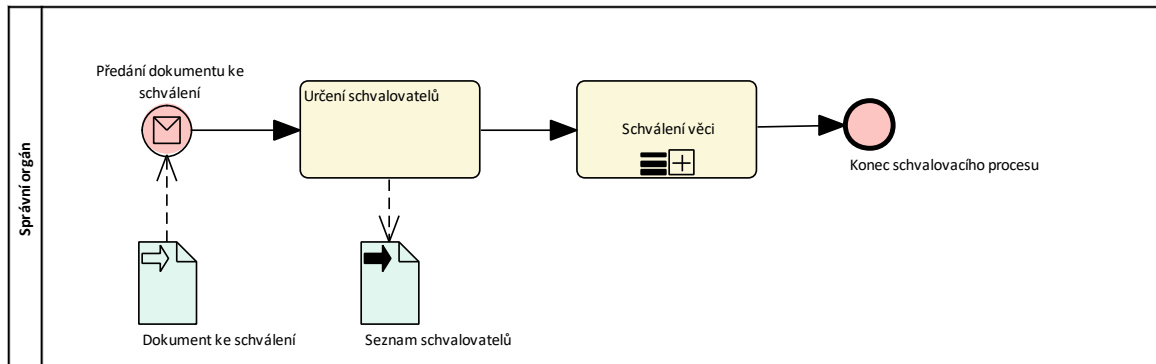 Správní orgán
Předání dokumentu ke
schválení
Určení schvalovatelů
Schválení věci
Konec schvalovacího procesu
Dokument ke schválení
Seznam schvalovatelů